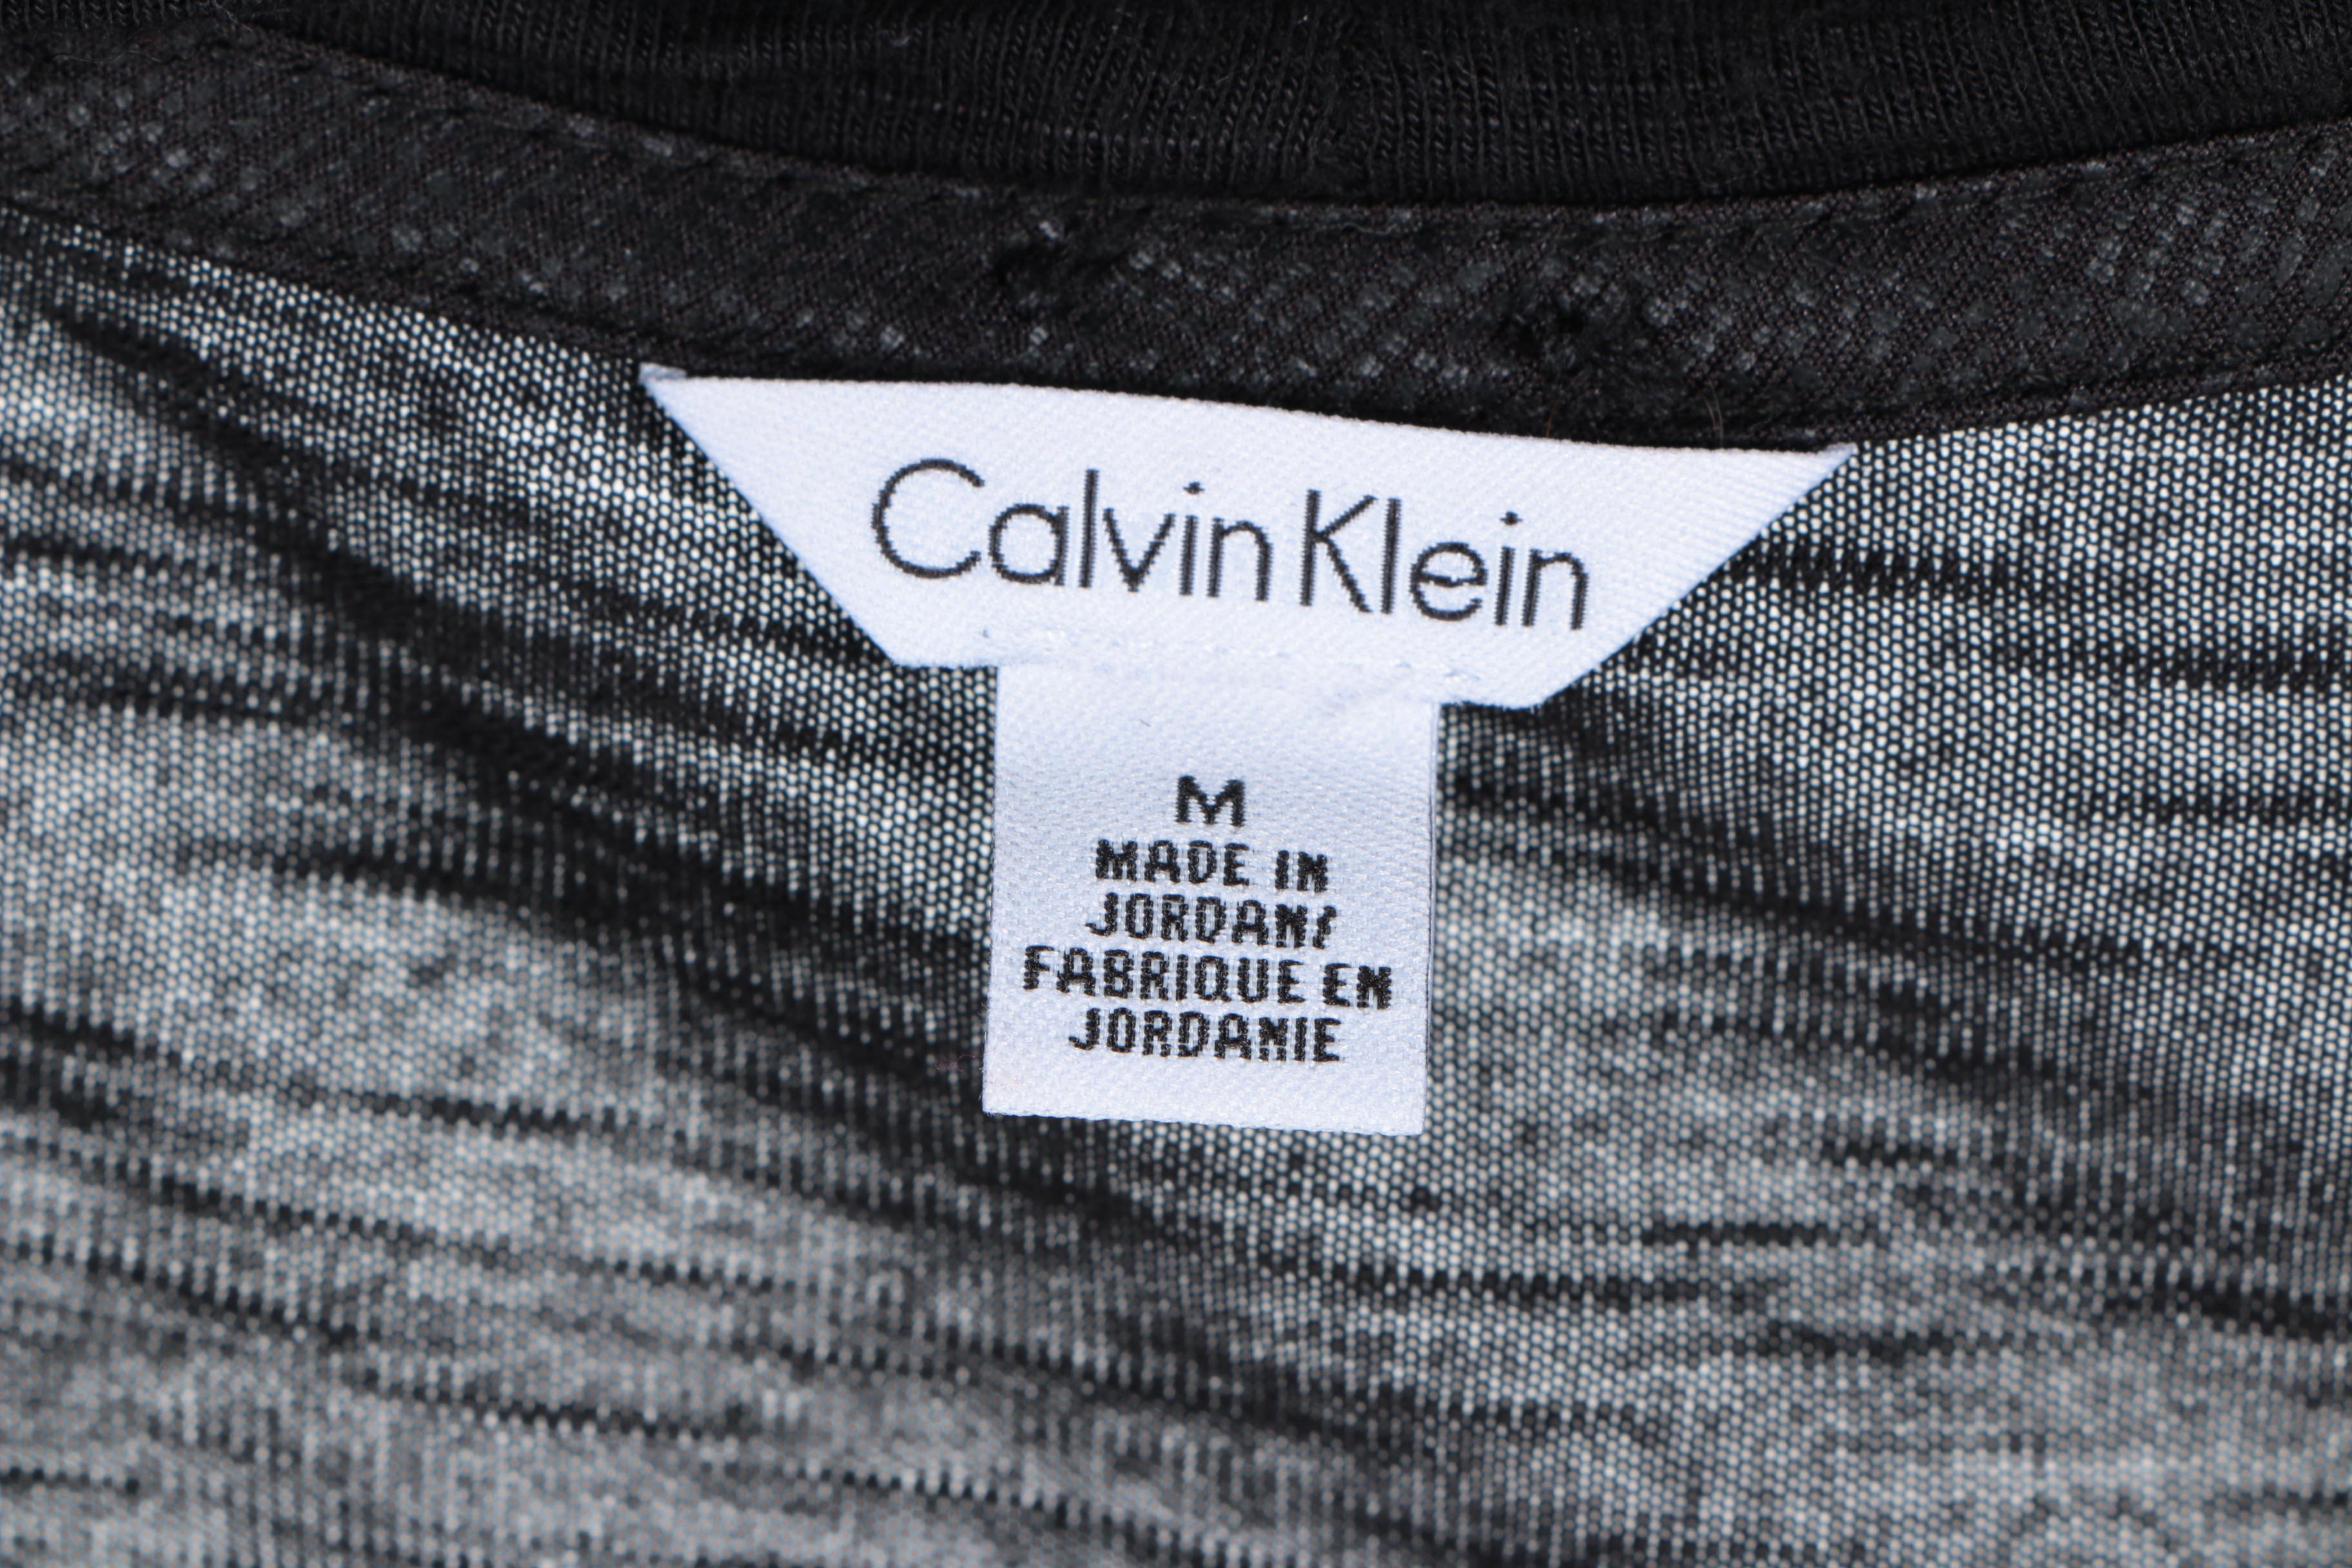 Calvin Klein
M
MADE IN
JORDAN/
FABRIQUE EN
JORDANIE